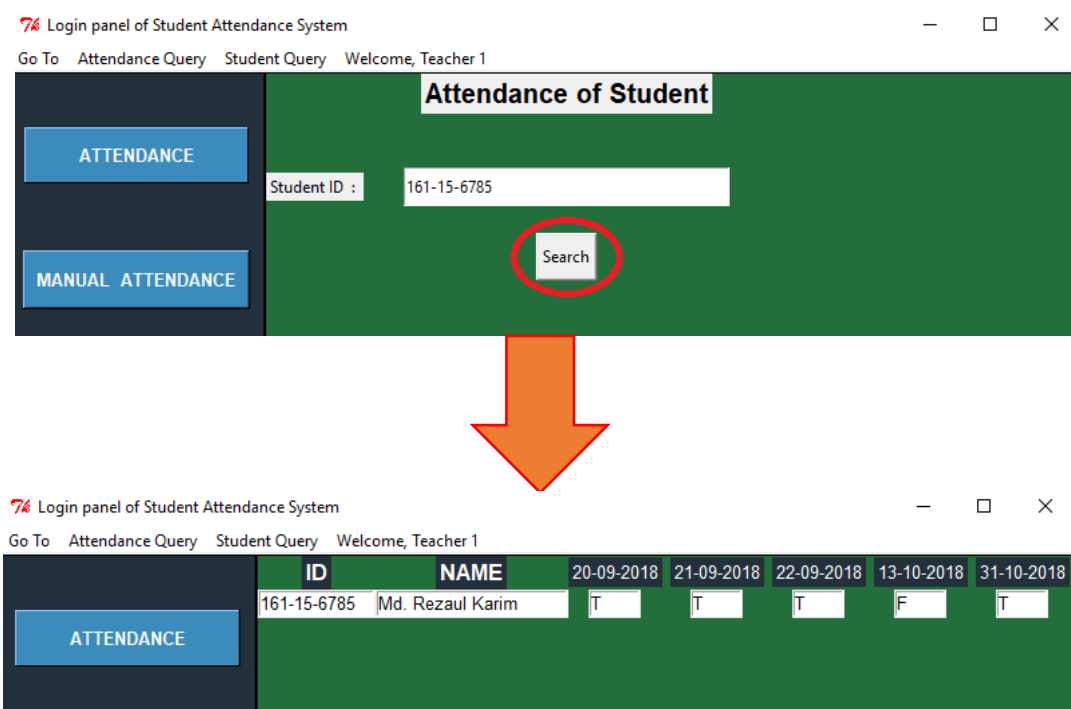 Login panel of Student Attendance System
Go To Attendance Query Student Query Welcome, Teacher 1
Attendance of Student
ATTENDANCE
Student ID :
161-15-6785
Search
MANUAL ATTENDANCE
Login panel of Student Attendance System
Go To Attendance Query Student Query Welcome, Teacher 1
ID NAME 20-09-2018 21-09-2018 22-09-2018 13-10-2018 31-10-2018
161-15-6785 Md. Rezaul Karim T T T F T
ATTENDANCE